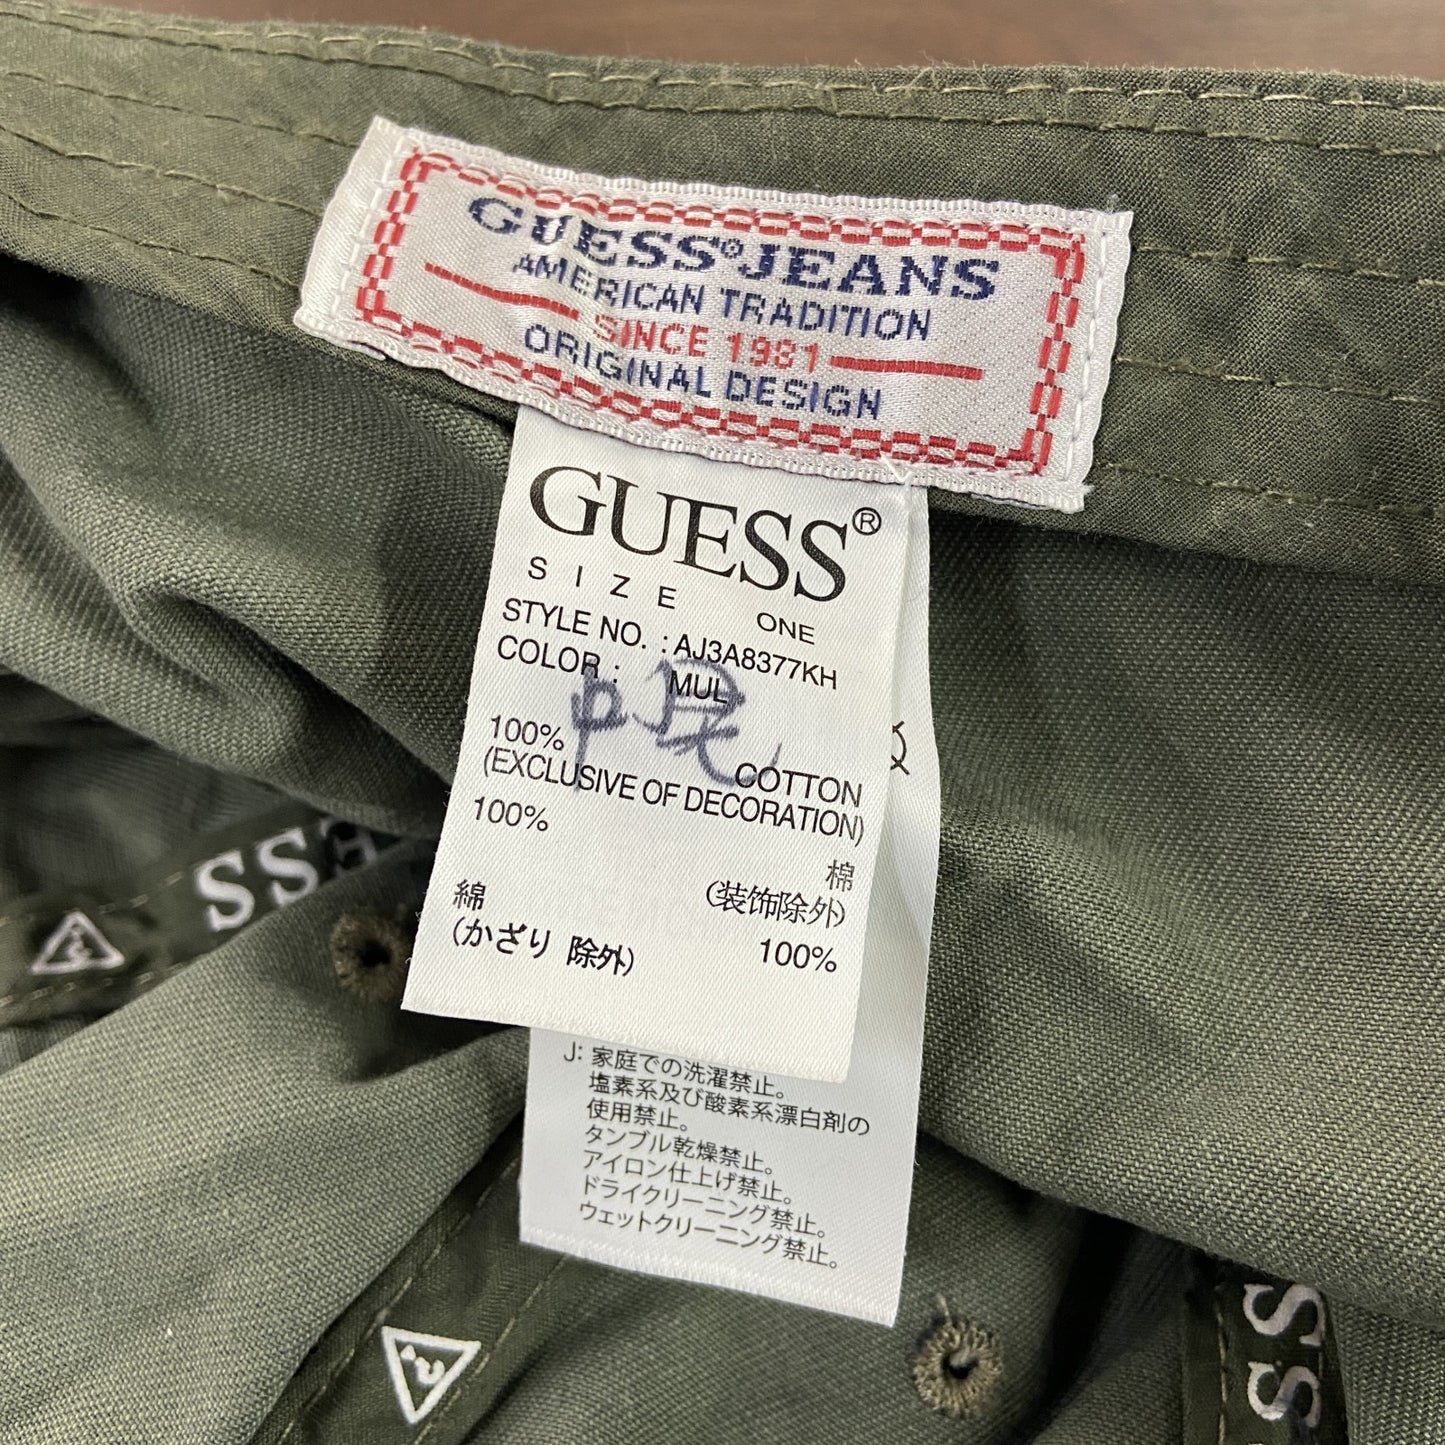 GUESS®JEANS
AMERICAN TRADITION
SINCE 1981
ORIGINAL DESIGN
GUESS®
SIZE ONE
STYLE NO. : AJ3A8377KH
COLOR : MUL
100% COTTON
(EXCLUSIVE OF DECORATION)
100% 棉
(装饰除外)
綿 100%
(かざり 除外)
J: 家庭での洗濯禁止。
塩素系及び酸素系漂白剤の
使用禁止。
タンブル乾燥禁止。
アイロン仕上げ禁止。
ドライクリーニング禁止。
ウェットクリーニング禁止。